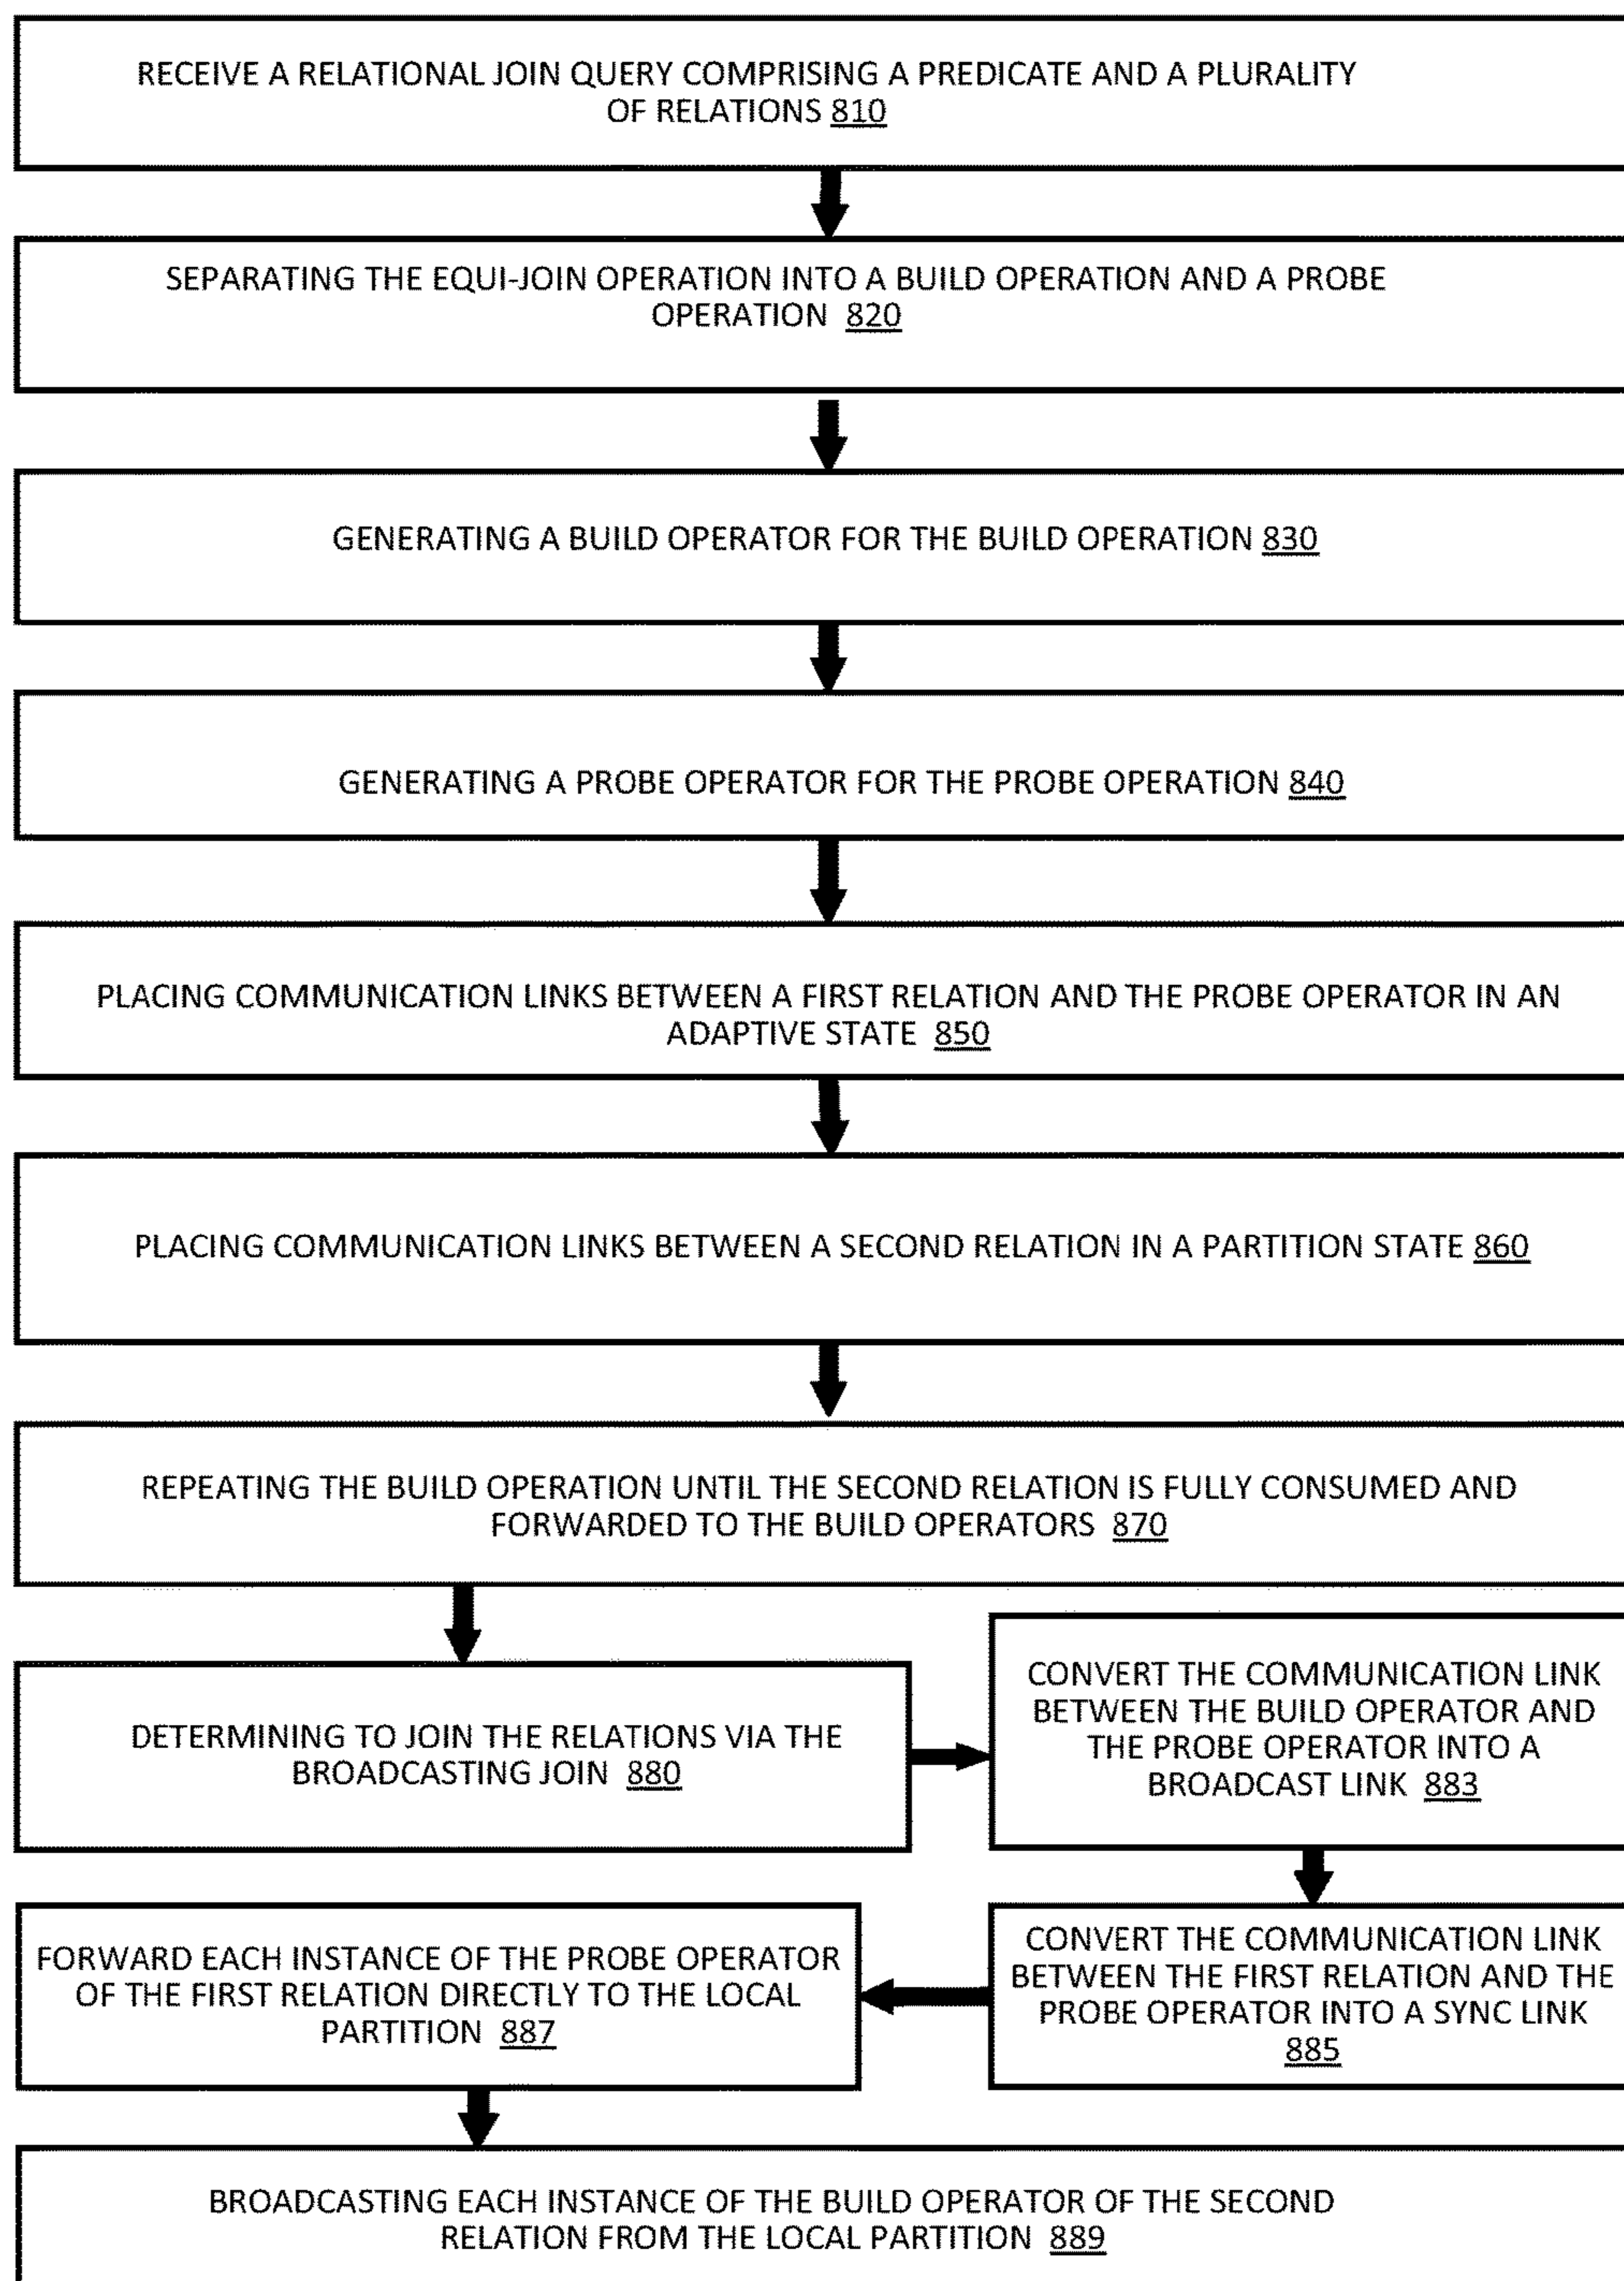 RECEIVE A RELATIONAL JOIN QUERY COMPRISING A PREDICATE AND A PLURALITY
OF RELATIONS 810
SEPARATING THE EQUI-JOIN OPERATION INTO A BUILD OPERATION AND A PROBE
OPERATION 820
GENERATING A BUILD OPERATOR FOR THE BUILD OPERATION 830
GENERATING A PROBE OPERATOR FOR THE PROBE OPERATION 840
PLACING COMMUNICATION LINKS BETWEEN A FIRST RELATION AND THE PROBE OPERATOR IN AN
ADAPTIVE STATE 850
PLACING COMMUNICATION LINKS BETWEEN A SECOND RELATION IN A PARTITION STATE 860
REPEATING THE BUILD OPERATION UNTIL THE SECOND RELATION IS FULLY CONSUMED AND
FORWARDED TO THE BUILD OPERATORS 870
DETERMINING TO JOIN THE RELATIONS VIA THE
BROADCASTING JOIN 880
CONVERT THE COMMUNICATION LINK
BETWEEN THE BUILD OPERATOR AND
THE PROBE OPERATOR INTO A
BROADCAST LINK 883
CONVERT THE COMMUNICATION LINK
BETWEEN THE FIRST RELATION AND THE
PROBE OPERATOR INTO A SYNC LINK
885
FORWARD EACH INSTANCE OF THE PROBE OPERATOR
OF THE FIRST RELATION DIRECTLY TO THE LOCAL
PARTITION 887
BROADCASTING EACH INSTANCE OF THE BUILD OPERATOR OF THE SECOND
RELATION FROM THE LOCAL PARTITION 889